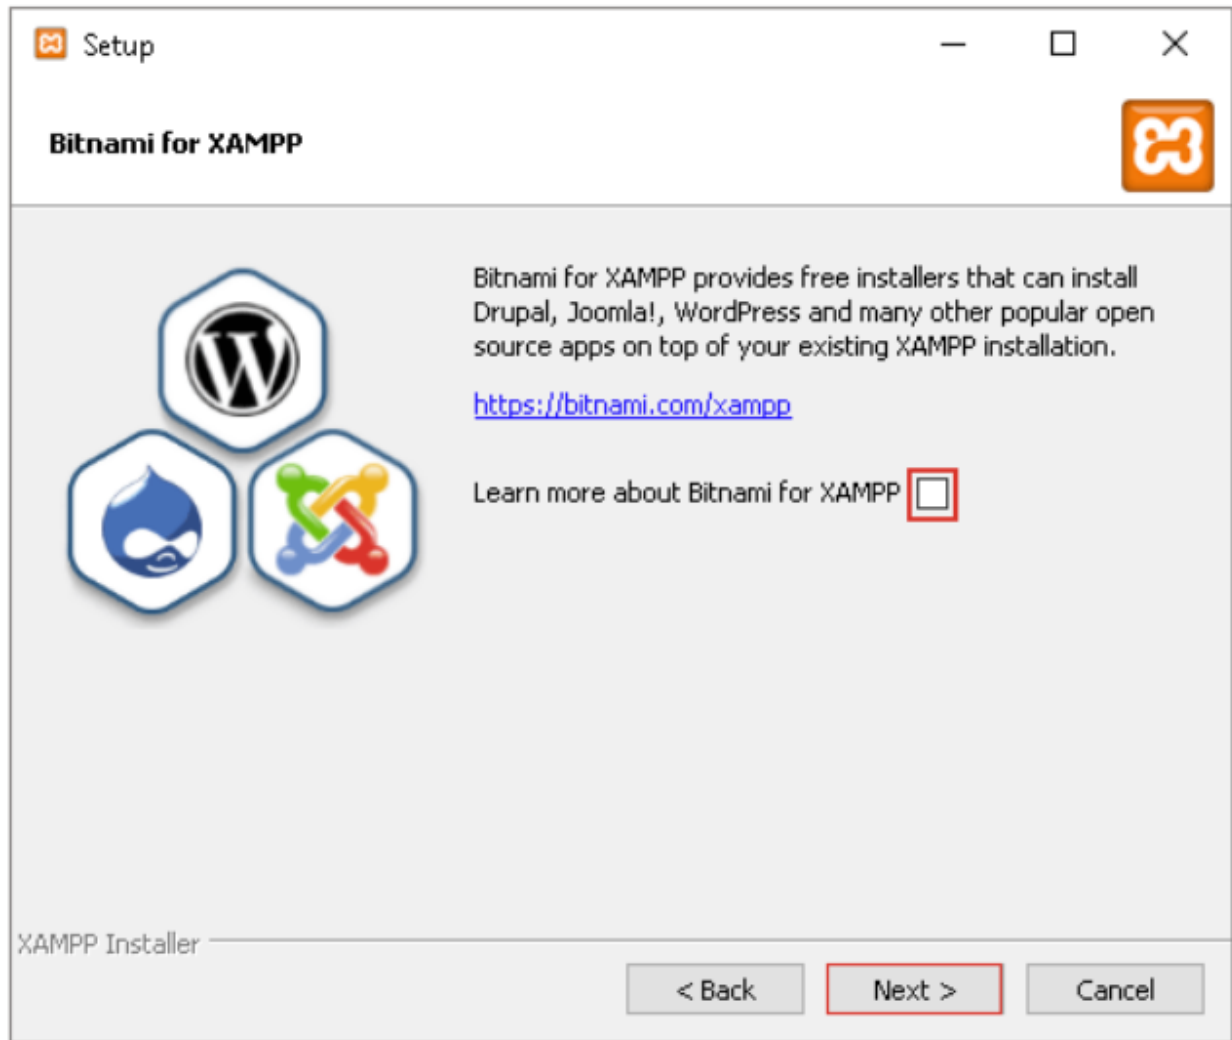 Setup
Bitnami for XAMPP
Bitnami for XAMPP provides free installers that can install
Drupal, Joomla!, WordPress and many other popular open
source apps on top of your existing XAMPP installation.
https://bitnami.com/xampp
Learn more about Bitnami for XAMPP
XAMPP Installer
< Back
Next >
Cancel